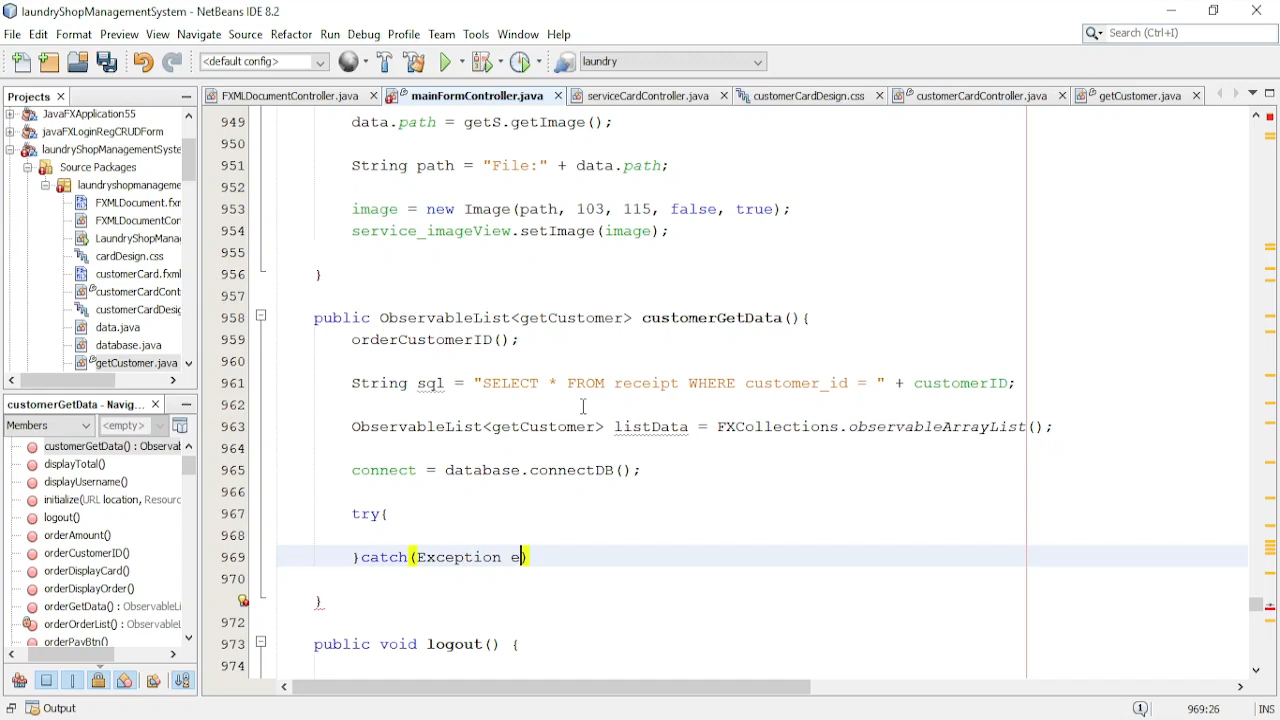 laundryShopManagementSystem - NetBeans IDE 8.2
File Edit Format Preview View Navigate Source Refactor Run Debug Profile Team Tools Window Help
Search (Ctrl+I)
<default config>
laundry
Projects
FXMLDocumentController.java
mainFormController.java
serviceCardController.java
customerCardDesign.css
customerCardController.java
getCustomer.java
JavaFXApplication55
javaFXLoginRegCRUDForm
laundryShopManagementSyste
Source Packages
laundryshopmanageme
FXMLDocument.fxm
FXMLDocumentCor
LaundryShopMana
cardDesign.css
customerCard.fxml
customerCardCont
customerCardDesig
data.java
database.java
getCustomer.java
customerGetData - Navig...
Members
<empty>
customerGetData() : Observal
displayTotal()
displayUsername()
initialize(URL location, Resourc
logout()
orderAmount()
orderCustomerID()
orderDisplayCard()
orderDisplayOrder()
orderGetData() : ObservableLi
orderOrderList() : Observable
orderPayBtn()
949 data.path = getS.getImage();
950
951 String path = "File:" + data.path;
952
953 image = new Image(path, 103, 115, false, true);
954 service_imageView.setImage(image);
955
956 }
957
958 public ObservableList<getCustomer> customerGetData(){
959 orderCustomerID();
960
961 String sql = "SELECT * FROM receipt WHERE customer_id = " + customerID;
962
963 ObservableList<getCustomer> listData = FXCollections.observableArrayList();
964
965 connect = database.connectDB();
966
967 try{
968
969 }catch(Exception e)
970
}
972
973 public void logout() {
974
Output
1
969:26
INS